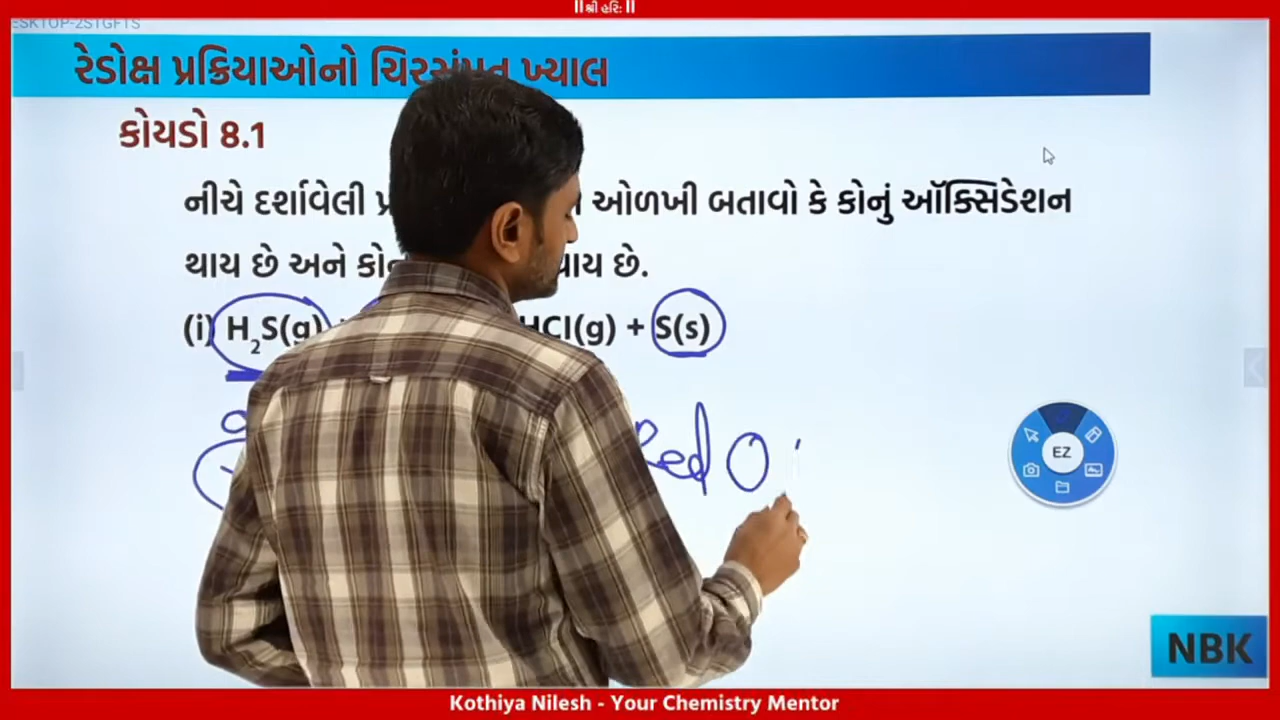 ॥ श्री हरिः ॥
ESKTOP-2STGFTS
રેડોક્ષ પ્રક્રિયાઓનો ખ્યાલ
કોયડો 8.1
નીચે દર્શાવેલી ઓળખી બતાવો કે કોનું ઑક્સિડેશન
થાય છે અને થાય છે.
(i) H₂S(g) HCl(g) + S(s)
Red O
EZ
NBK
Kothiya Nilesh - Your Chemistry Mentor